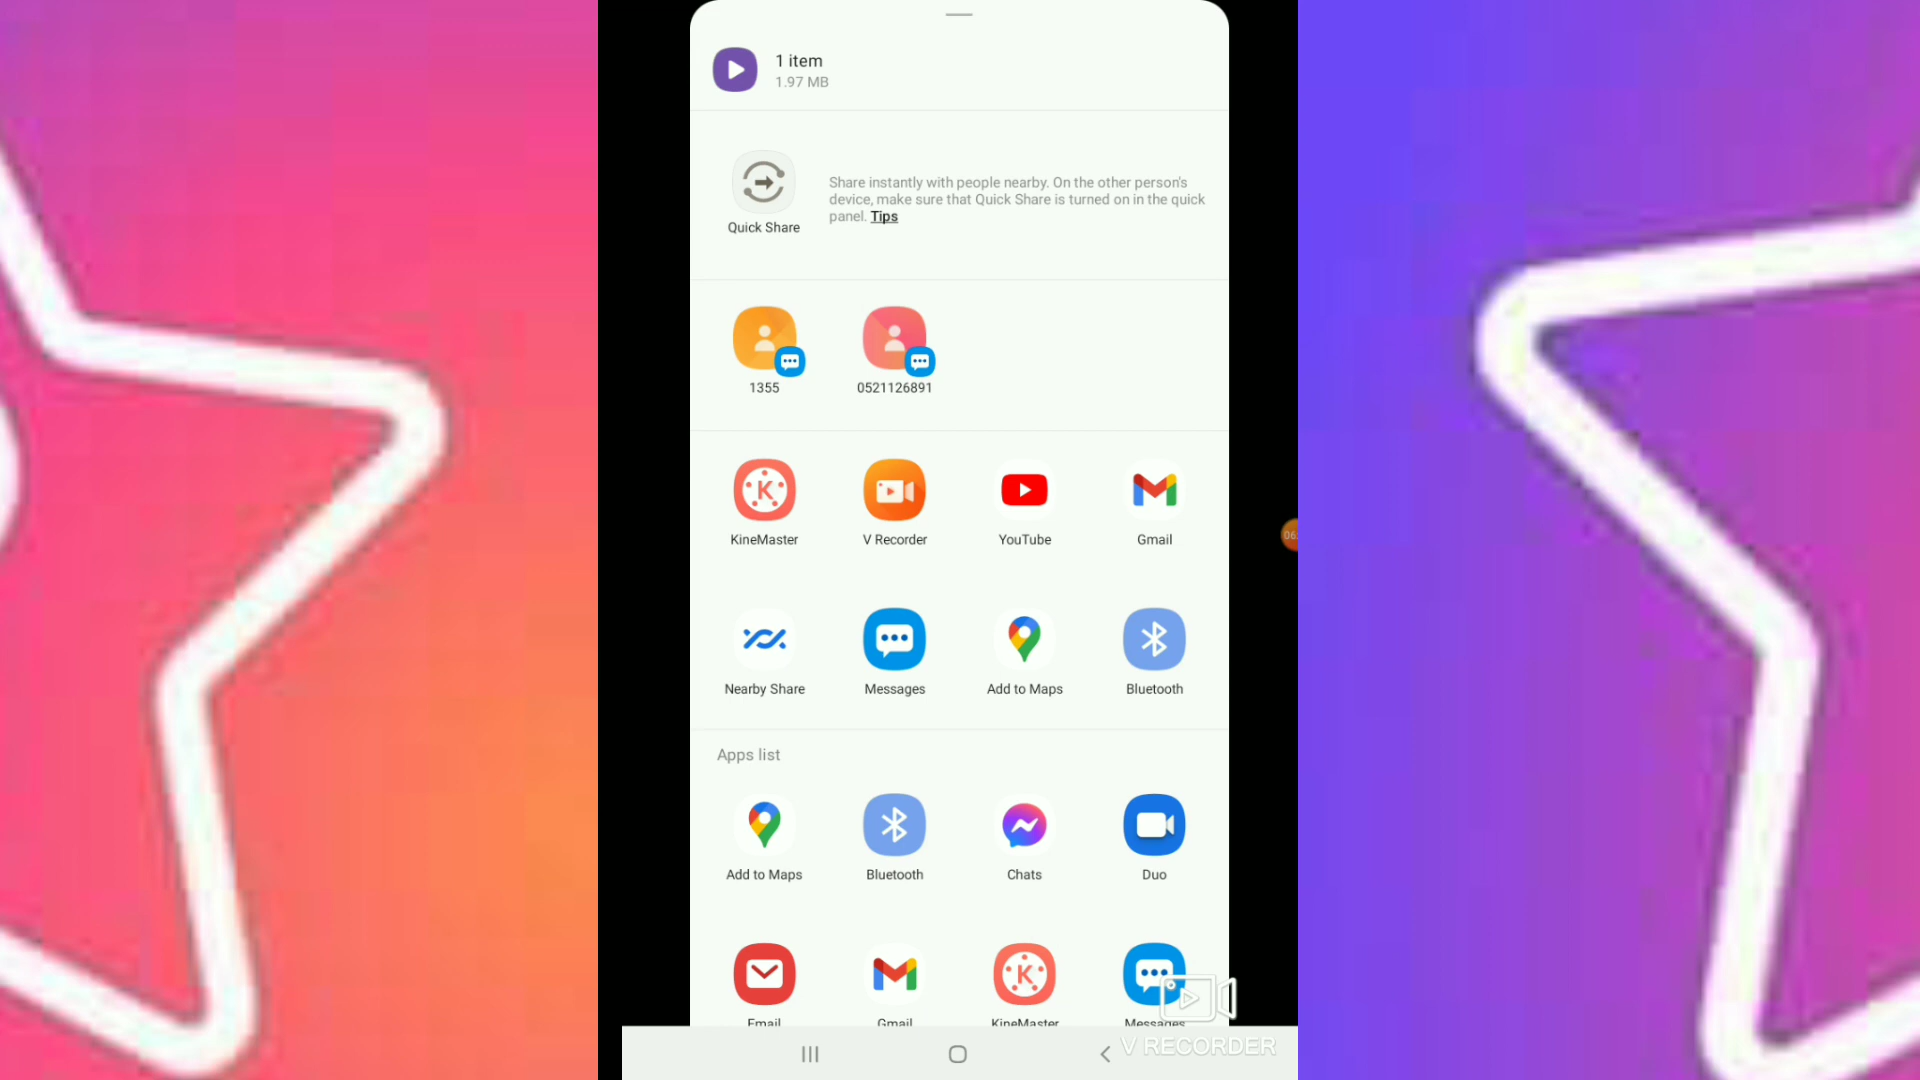 1 item
1.97 MB
Quick Share
Share instantly with people nearby. On the other person's
device, make sure that Quick Share is turned on in the quick
panel. Tips
1355
0521126891
KineMaster
V Recorder
YouTube
Gmail
06:
Nearby Share
Messages
Add to Maps
Bluetooth
Apps list
Add to Maps
Bluetooth
Chats
Duo
Email
Gmail
KineMaster
Messages
V RECORDER